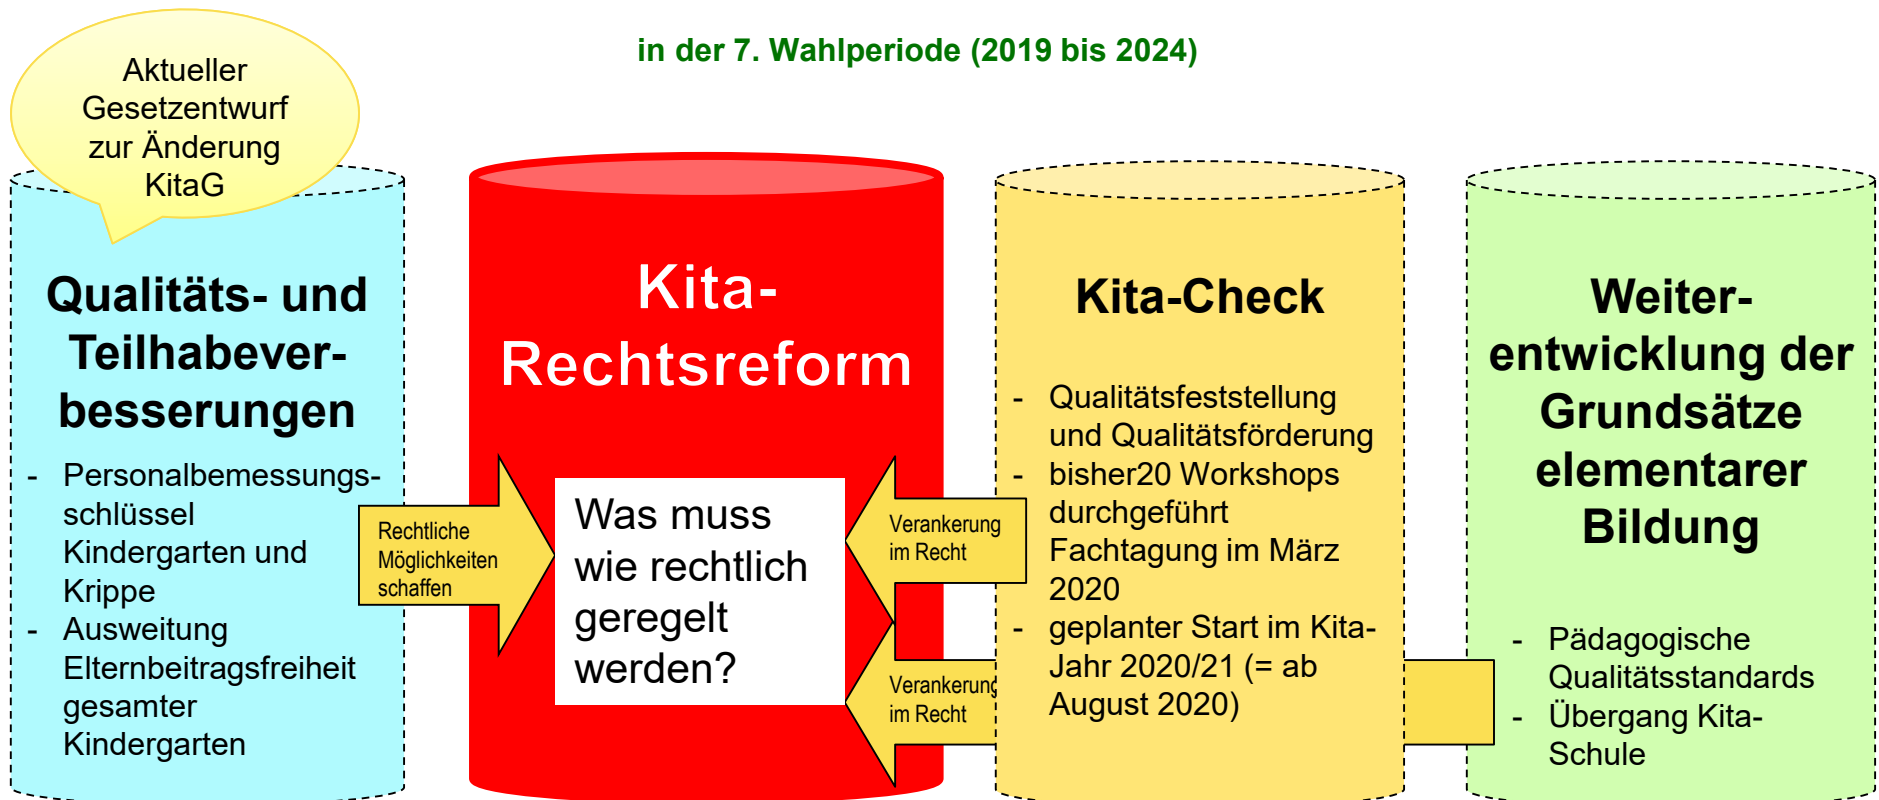 in der 7. Wahlperiode (2019 bis 2024)
Aktueller
Gesetzentwurf
zur Änderung
KitaG
Qualitäts- und
Teilhabever-
besserungen
- Personalbemessungs-
schlüssel
Kindergarten und
Krippe
- Ausweitung
Elternbeitragsfreiheit
gesamter
Kindergarten
Rechtliche
Möglichkeiten
schaffen
Kita-
Rechtsreform
Was muss
wie rechtlich
geregelt
werden?
Verankerung
im Recht
Verankerung
im Recht
Kita-Check
- Qualitätsfeststellung
und Qualitätsförderung
- bisher20 Workshops
durchgeführt
Fachtagung im März
2020
- geplanter Start im Kita-
Jahr 2020/21 (= ab
August 2020)
Weiter-
entwicklung der
Grundsätze
elementarer
Bildung
- Pädagogische
Qualitätsstandards
- Übergang Kita-
Schule